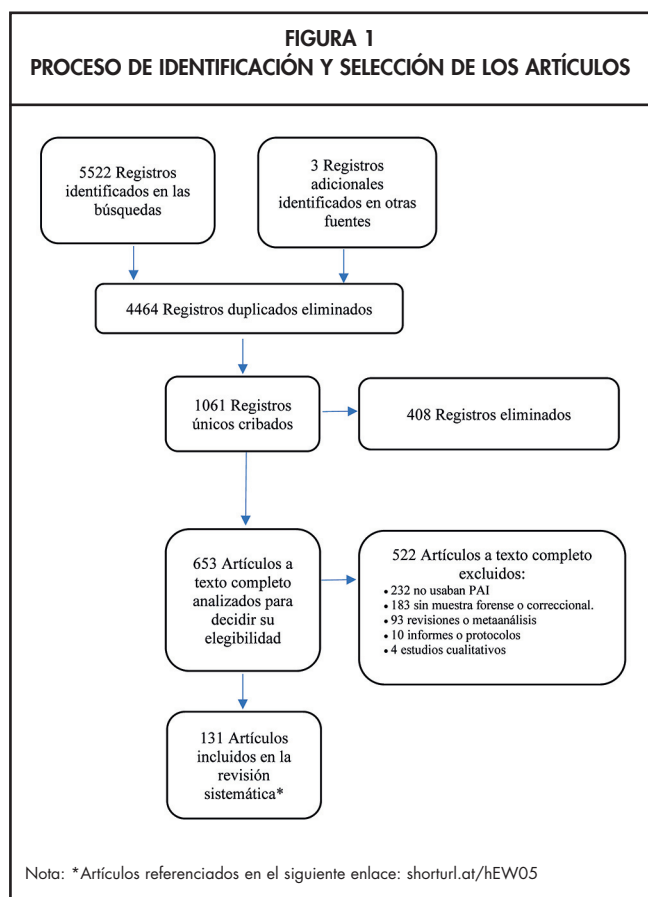 FIGURA 1
PROCESO DE IDENTIFICACIÓN Y SELECCIÓN DE LOS ARTÍCULOS
5522 Registros
identificados en las
búsquedas
3 Registros
adicionales
identificados en otras
fuentes
4464 Registros duplicados eliminados
1061 Registros
únicos cribados
408 Registros eliminados
653 Artículos a
texto completo
analizados para
decidir su
elegibilidad
522 Artículos a texto completo
excluidos:
• 232 no usaban PAI
• 183 sin muestra forense o correccional.
• 93 revisiones o metaanálisis
• 10 informes o protocolos
• 4 estudios cualitativos
131 Artículos
incluidos en la
revisión
sistemática*
Nota: *Artículos referenciados en el siguiente enlace: shorturl.at/hEW05